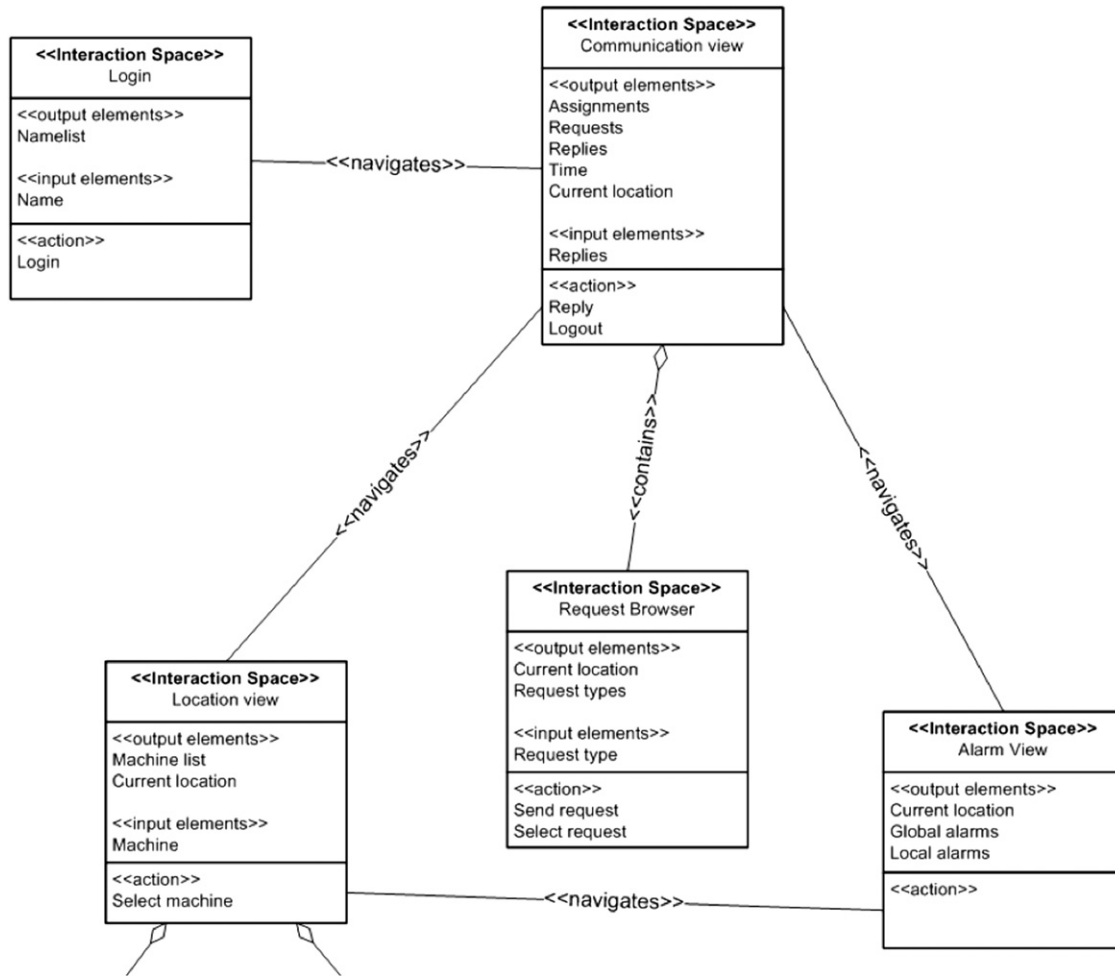 <<Interaction Space>>
Login
<<output elements>>
Namelist
<<input elements>>
Name
<<action>>
Login
<<navigates>>
<<Interaction Space>>
Communication view
<<output elements>>
Assignments
Requests
Replies
Time
Current location
<<input elements>>
Replies
<<action>>
Reply
Logout
<<navigates>>
<<contains>>
<<navigates>>
<<Interaction Space>>
Location view
<<output elements>>
Machine list
Current location
<<input elements>>
Machine
<<action>>
Select machine
<<Interaction Space>>
Request Browser
<<output elements>>
Current location
Request types
<<input elements>>
Request type
<<action>>
Send request
Select request
<<navigates>>
<<Interaction Space>>
Alarm View
<<output elements>>
Current location
Global alarms
Local alarms
<<action>>